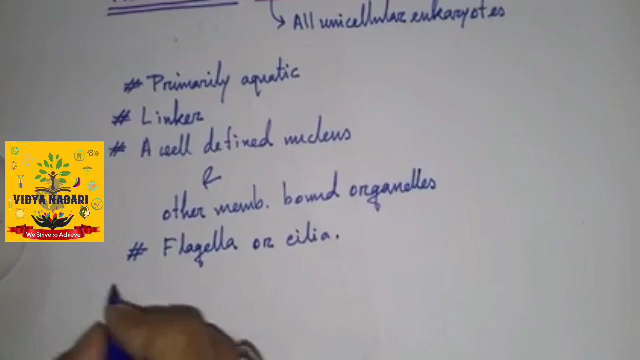 → All unicellular eukaryotes
# Primarily aquatic
# Linker
# A well defined nucleus
other memb. bound organelles
# Flagella or cilia.
VIDYA NAGARI
We Strive to Achieve